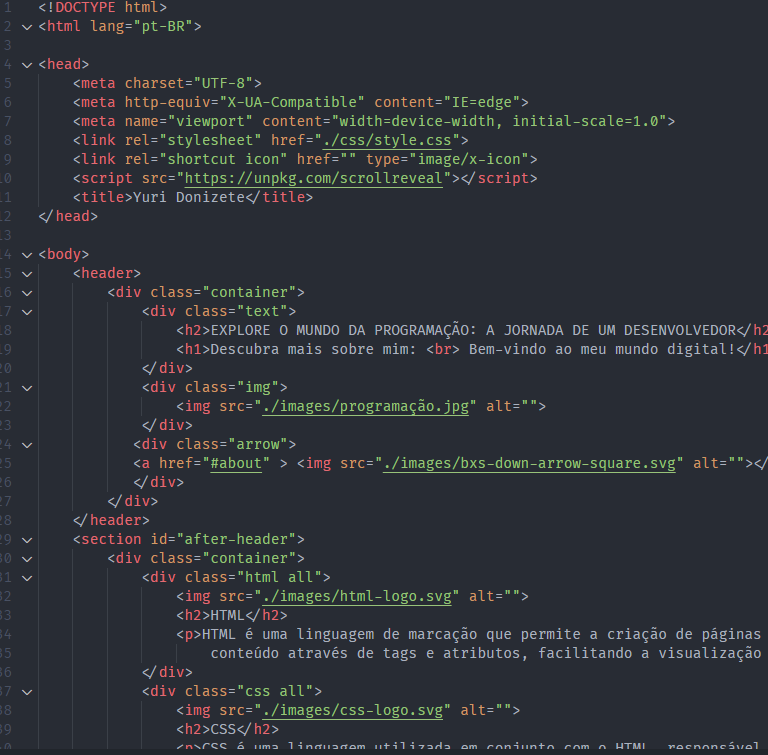 1 <!DOCTYPE html>
2 <html lang="pt-BR">
3
4 <head>
5 <meta charset="UTF-8">
6 <meta http-equiv="X-UA-Compatible" content="IE=edge">
7 <meta name="viewport" content="width=device-width, initial-scale=1.0">
8 <link rel="stylesheet" href="./css/style.css">
9 <link rel="shortcut icon" href="" type="image/x-icon">
10 <script src="https://unpkg.com/scrollreveal"></script>
11 <title>Yuri Donizete</title>
12 </head>
13
14 <body>
15 <header>
16 <div class="container">
17 <div class="text">
18 <h2>EXPLORE O MUNDO DA PROGRAMAÇÃO: A JORNADA DE UM DESENVOLVEDOR</h2
19 <h1>Descubra mais sobre mim: <br> Bem-vindo ao meu mundo digital!</h1
20 </div>
21 <div class="img">
22 <img src="./images/programação.jpg" alt="">
23 </div>
24 <div class="arrow">
25 <a href="#about" > <img src="./images/bxs-down-arrow-square.svg" alt=""></
26 </div>
27 </div>
28 </header>
29 <section id="after-header">
30 <div class="container">
31 <div class="html all">
32 <img src="./images/html-logo.svg" alt="">
33 <h2>HTML</h2>
34 <p>HTML é uma linguagem de marcação que permite a criação de páginas
35 conteúdo através de tags e atributos, facilitando a visualização
36 </div>
37 <div class="css all">
38 <img src="./images/css-logo.svg" alt="">
39 <h2>CSS</h2>
40 <p>CSS é uma linguagem utilizada em conjunto com o HTML, responsável